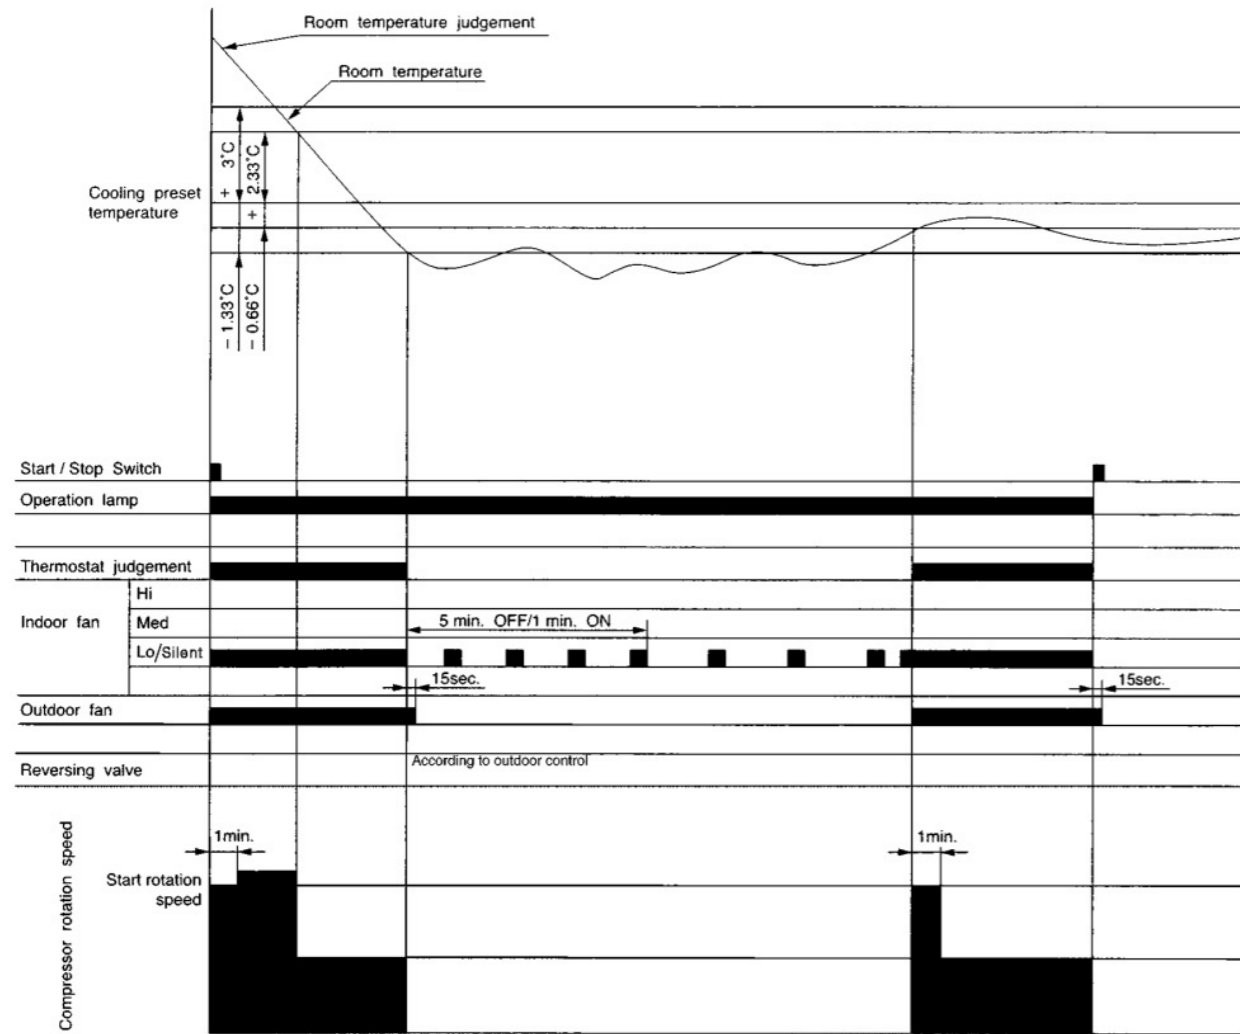 Room temperature judgement
Room temperature
+ 3°C
+ 2.33°C
Cooling preset
temperature
– 1.33°C
– 0.66°C
Start / Stop Switch
Operation lamp
Thermostat judgement
Hi
Indoor fan
Med
5 min. OFF/1 min. ON
Lo/Silent
15sec.
15sec.
Outdoor fan
According to outdoor control
Reversing valve
1min.
1min.
Compressor rotation speed
Start rotation
speed